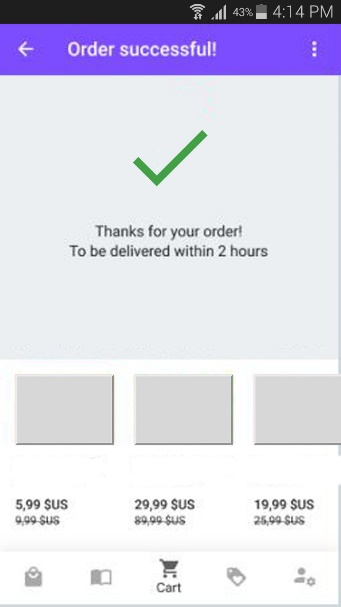 43% 4:14 PM
Order successful!
Thanks for your order!
To be delivered within 2 hours
5,99 $US 29,99 $US 19,99 $US
9,99 $US 89,99 $US 25,99 $US
Cart